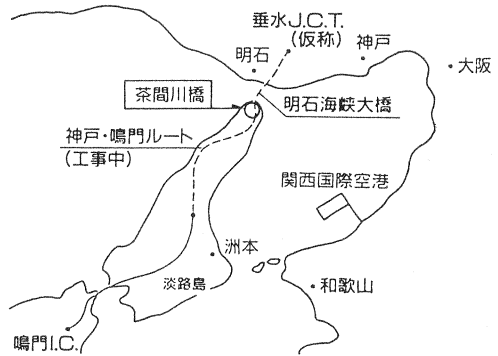 垂水J.C.T.
(仮称)
神戸
明石
大阪
茶間川橋
明石海峡大橋
神戸・鳴門ルート
(工事中)
関西国際空港
洲本
淡路島
和歌山
鳴門I.C.